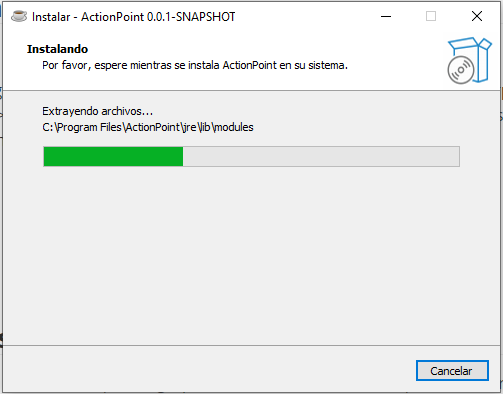 Instalar - ActionPoint 0.0.1-SNAPSHOT
Instalando
Por favor, espere mientras se instala ActionPoint en su sistema.
Extrayendo archivos...
C:\Program Files\ActionPoint\jre\lib\modules
Cancelar